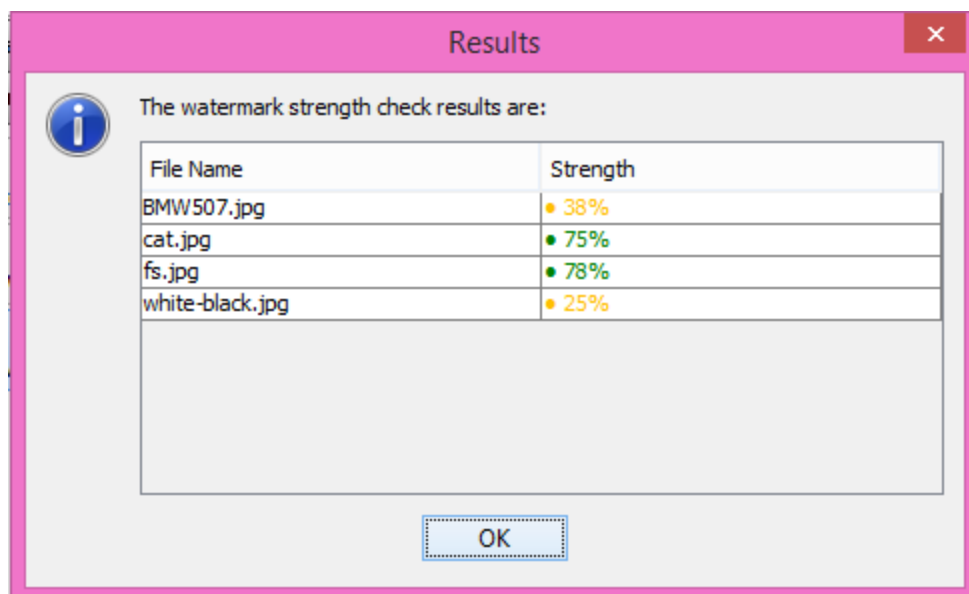 Results
The watermark strength check results are:
File Name Strength
BMW507.jpg • 38%
cat.jpg • 75%
fs.jpg • 78%
white-black.jpg • 25%
OK